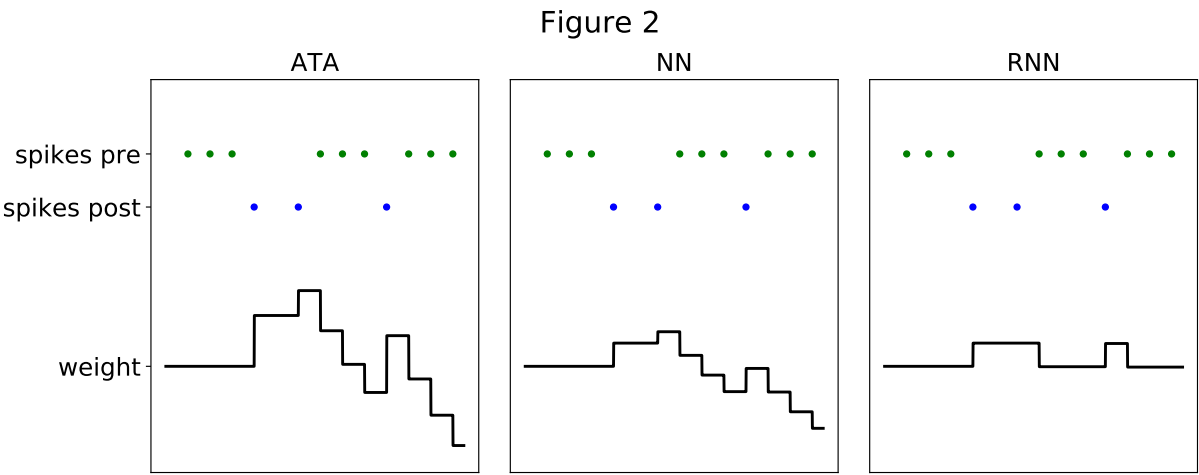 Figure 2
ATA
NN
RNN
spikes pre
spikes post
weight